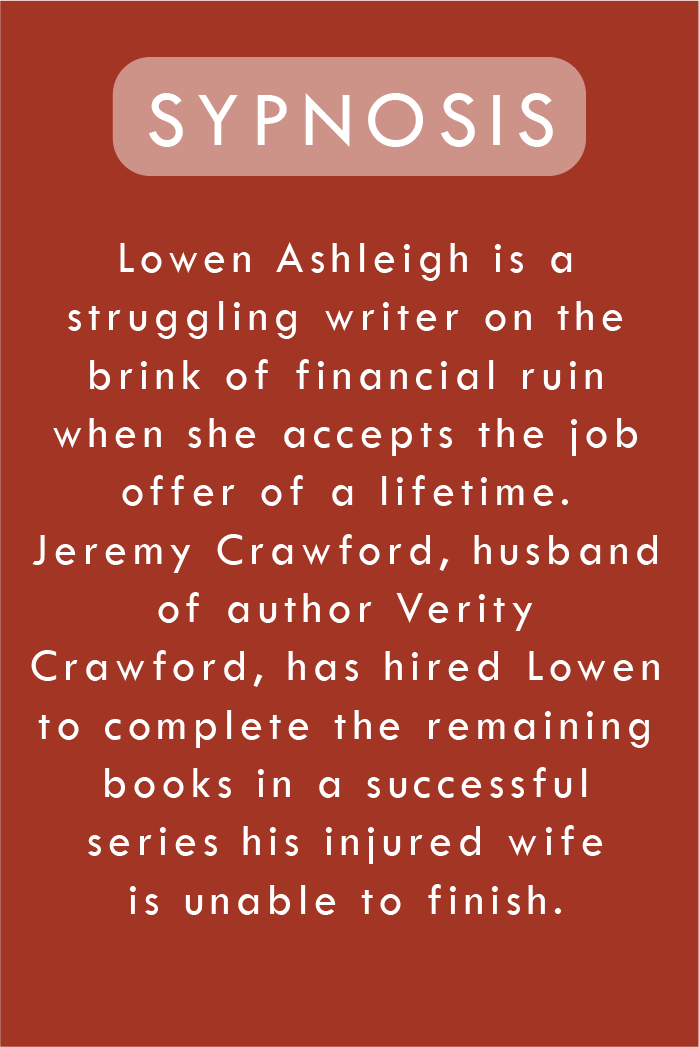 SYPNOSIS
Lowen Ashleigh is a
struggling writer on the
brink of financial ruin
when she accepts the job
offer of a lifetime.
Jeremy Crawford, husband
of author Verity
Crawford, has hired Lowen
to complete the remaining
books in a successful
series his injured wife
is unable to finish.